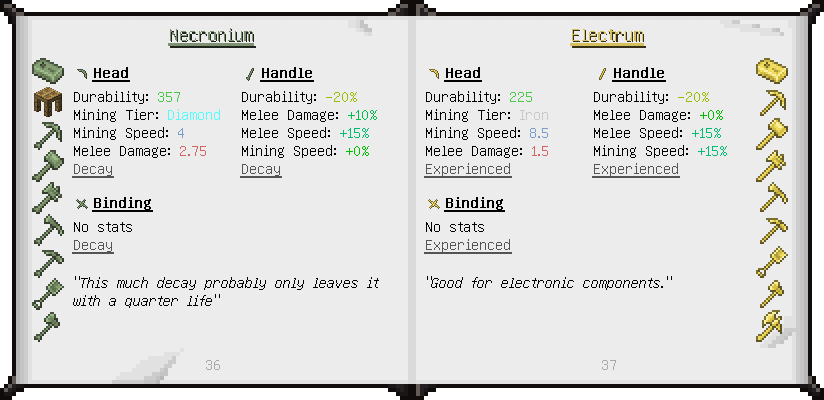 Necronium
Head
Durability: 357
Mining Tier: Diamond
Mining Speed: 4
Melee Damage: 2.75
Decay
Handle
Durability: -20%
Melee Damage: +10%
Melee Speed: +15%
Mining Speed: +0%
Decay
Binding
No stats
Decay
"This much decay probably only leaves it
with a quarter life"
36
Electrum
Head
Durability: 225
Mining Tier: Iron
Mining Speed: 8.5
Melee Damage: 1.5
Experienced
Handle
Durability: -20%
Melee Damage: +0%
Melee Speed: +15%
Mining Speed: +15%
Experienced
Binding
No stats
Experienced
"Good for electronic components."
37